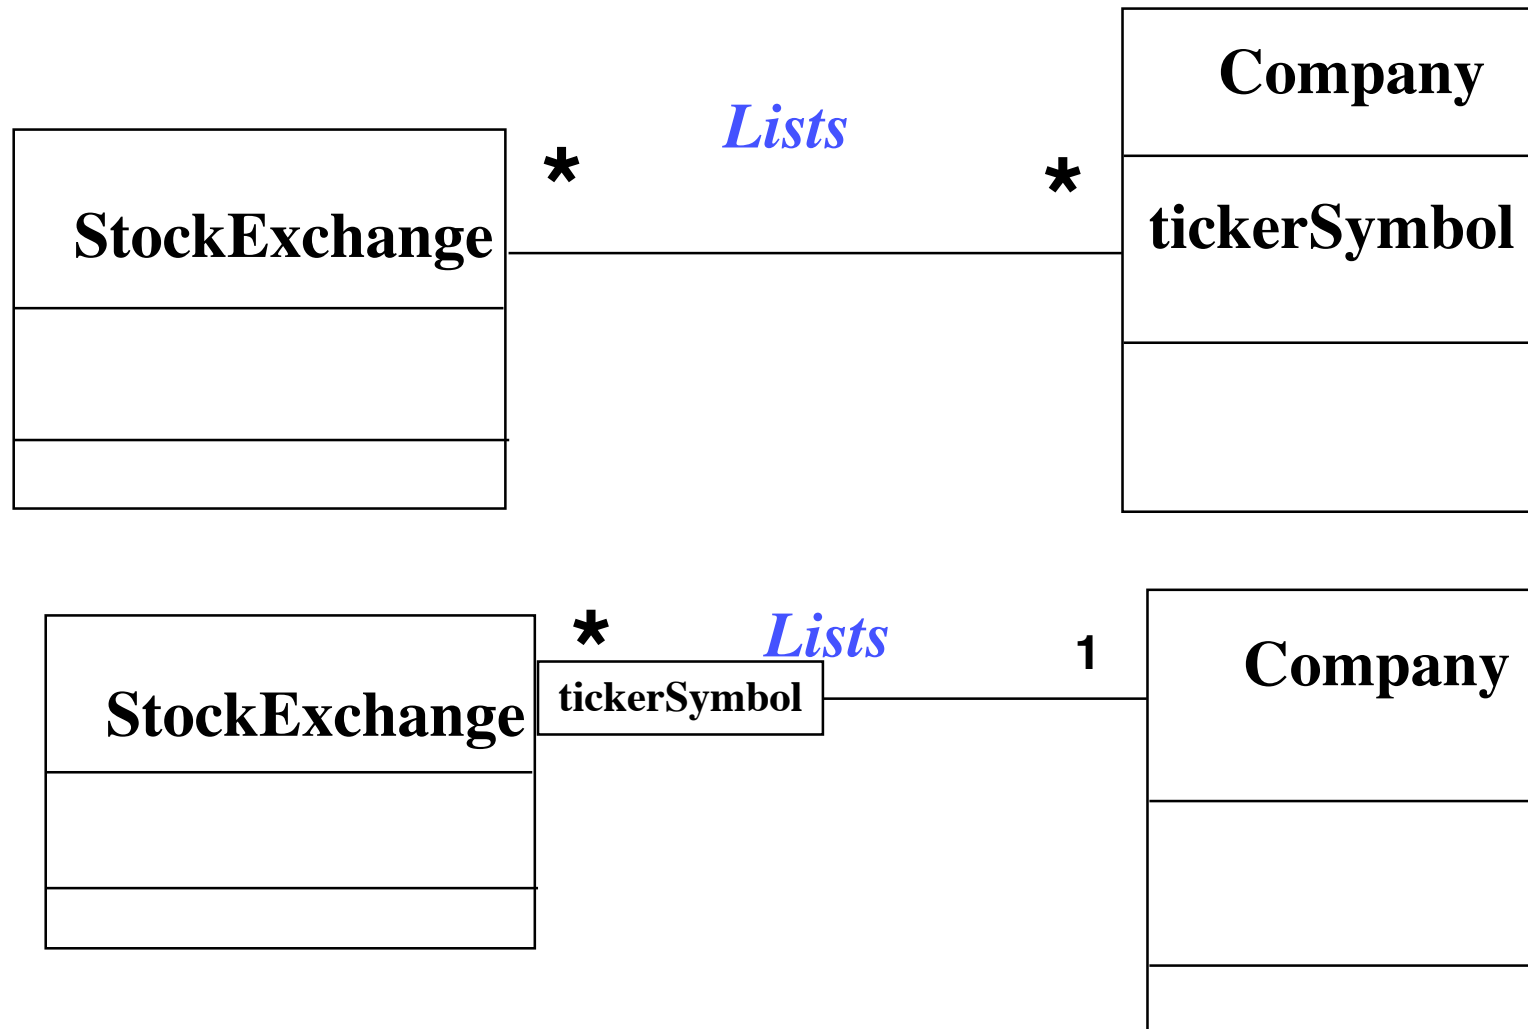 Company
Lists
*
*
tickerSymbol
StockExchange
*
Lists
1
Company
tickerSymbol
StockExchange